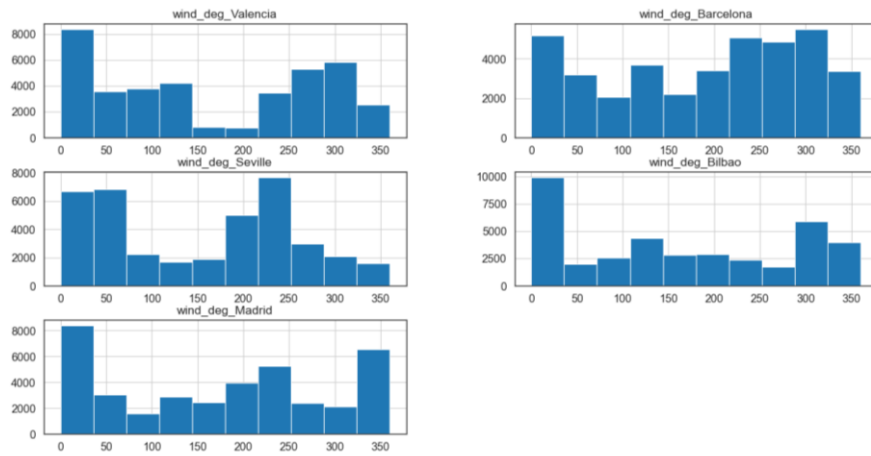 wind_deg_Valencia
8000
6000
4000
2000
0
0 50 100 150 200 250 300 350
wind_deg_Barcelona
4000
2000
0
0 50 100 150 200 250 300 350
wind_deg_Seville
8000
6000
4000
2000
0
0 50 100 150 200 250 300 350
wind_deg_Bilbao
10000
7500
5000
2500
0
0 50 100 150 200 250 300 350
wind_deg_Madrid
8000
6000
4000
2000
0
0 50 100 150 200 250 300 350